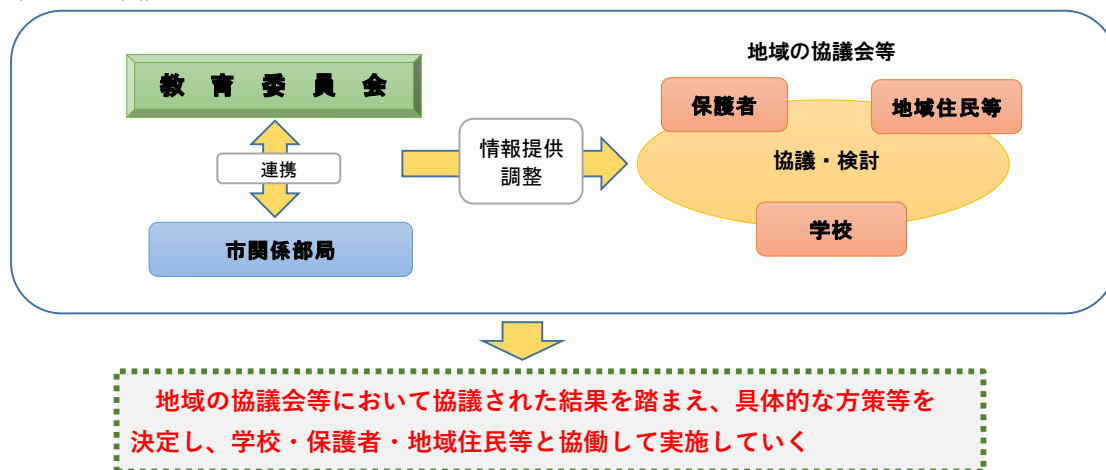 教育委員会
連携
市関係部局
情報提供
調整
地域の協議会等
保護者
地域住民等
協議・検討
学校
地域の協議会等において協議された結果を踏まえ、具体的な方策等を
決定し、学校・保護者・地域住民等と協働して実施していく